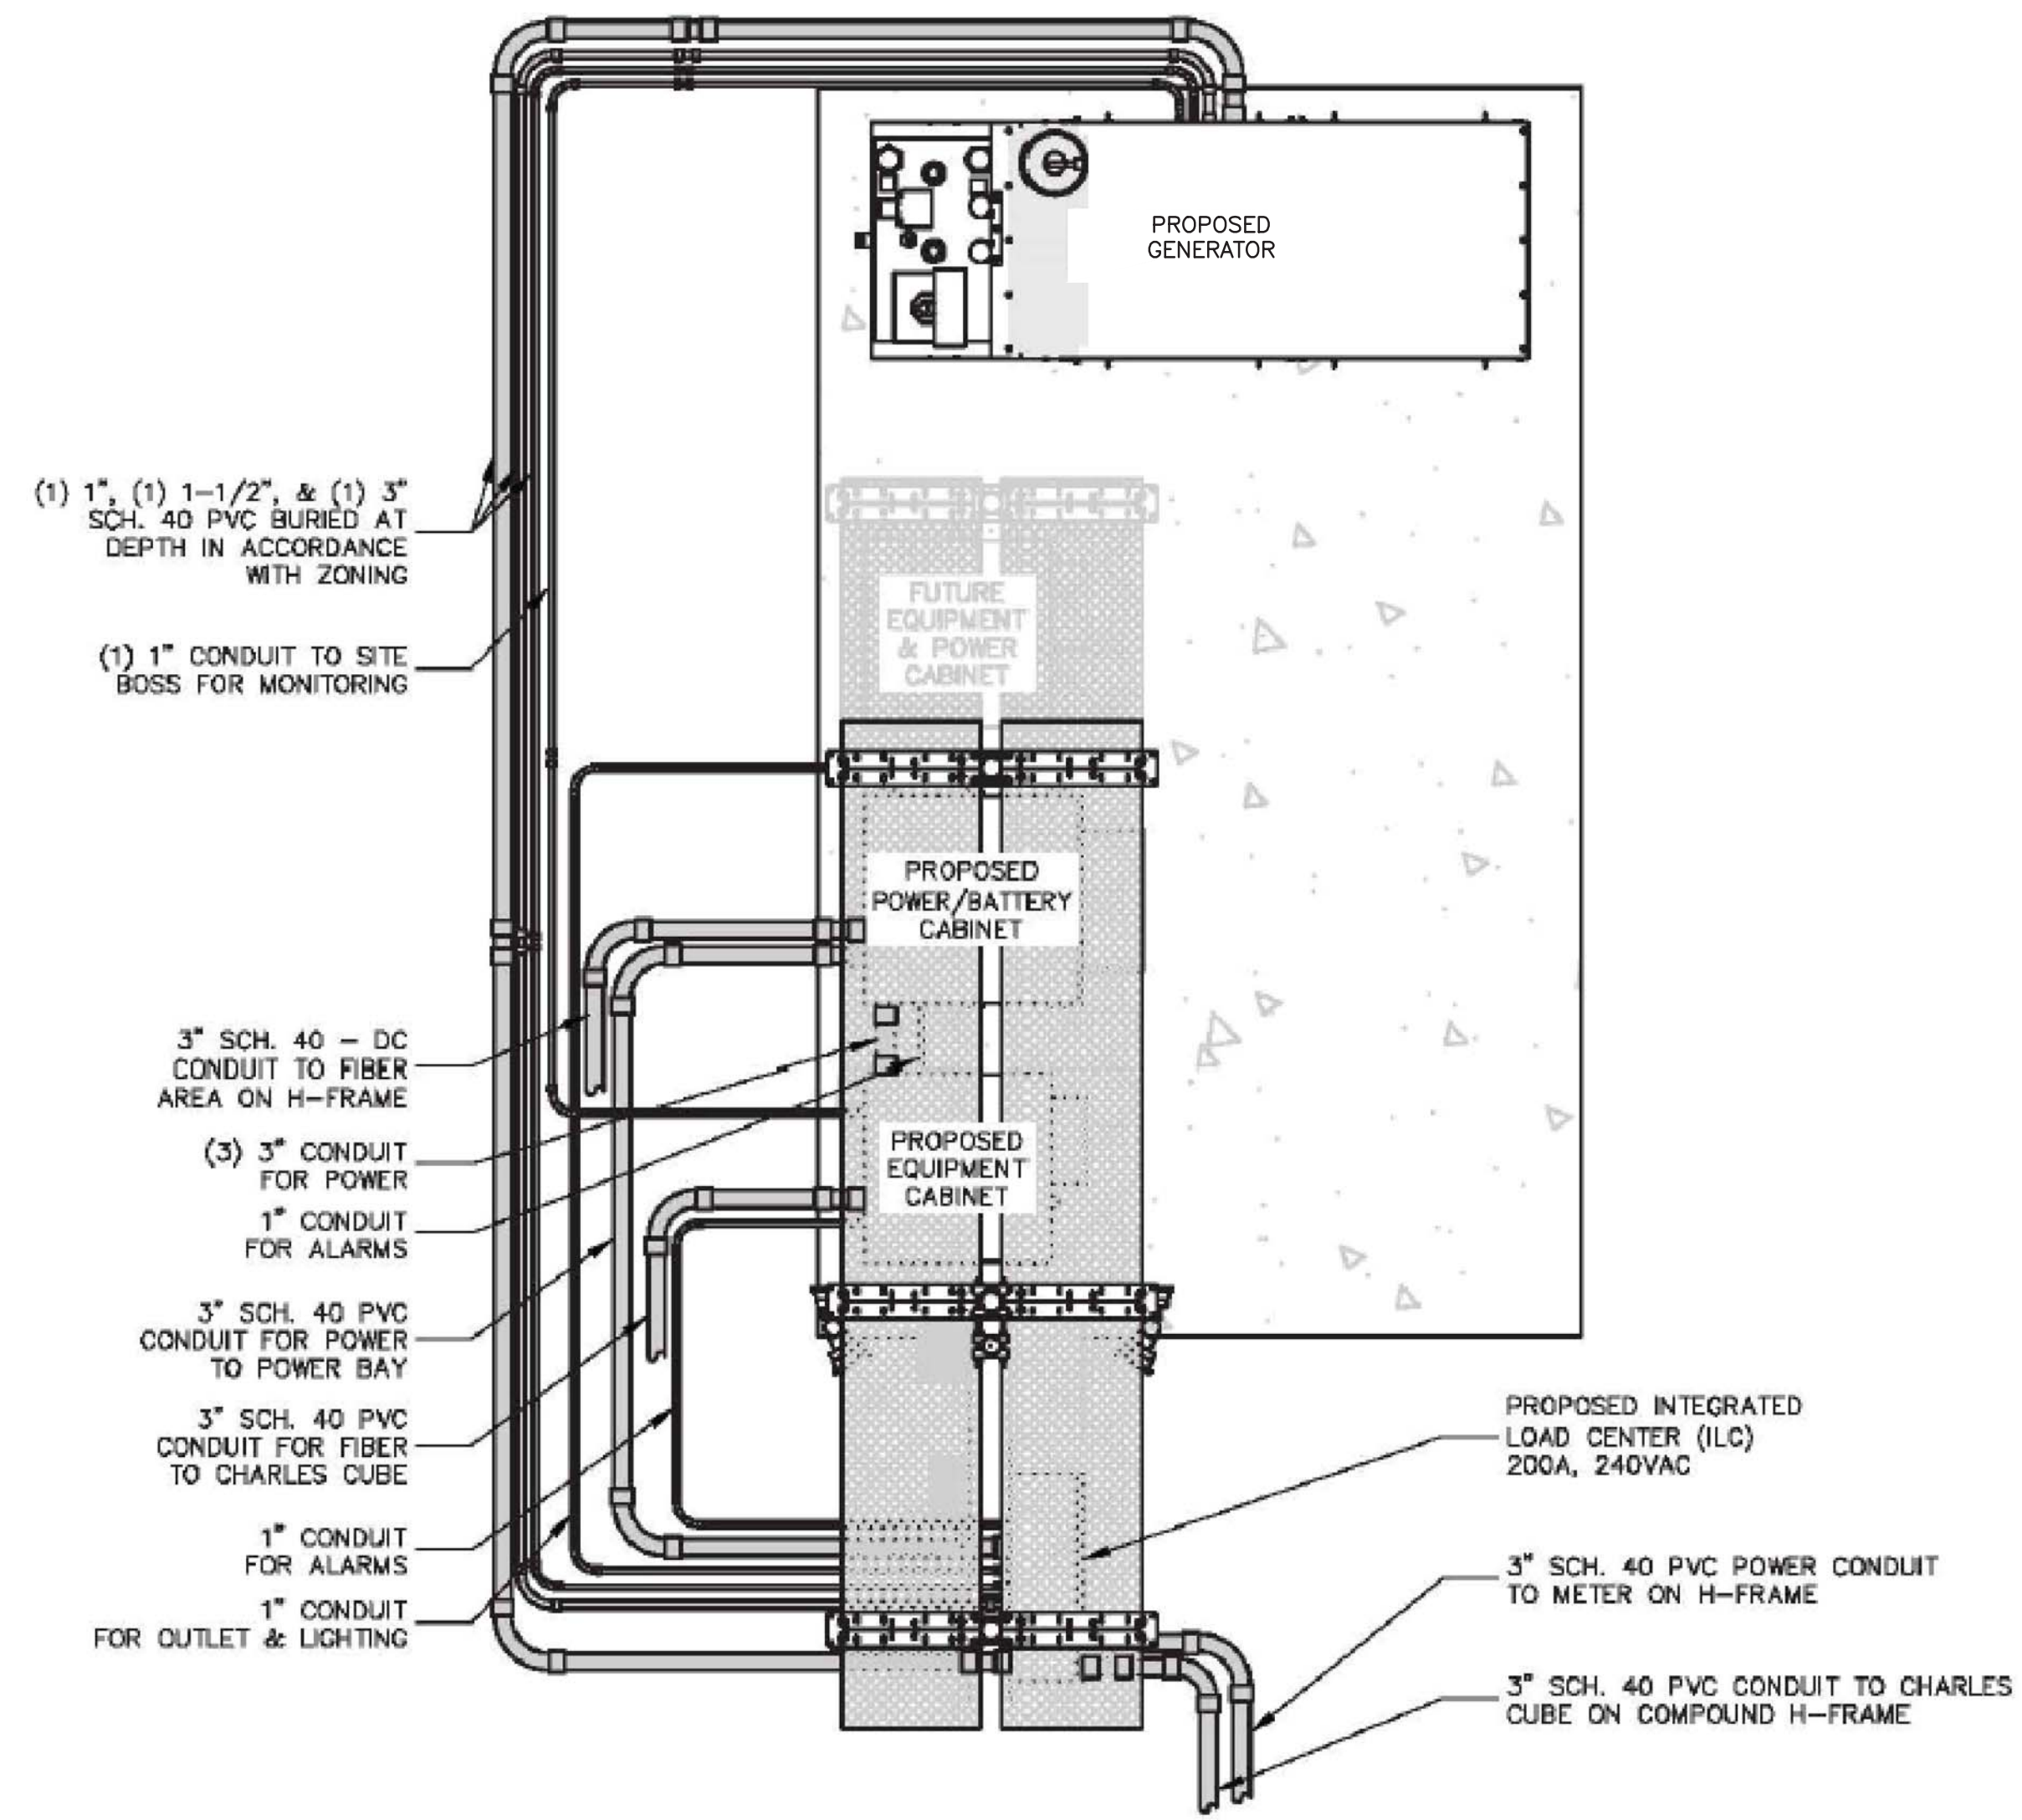 PROPOSED
GENERATOR
(1) 1", (1) 1-1/2", & (1) 3"
SCH. 40 PVC BURIED AT
DEPTH IN ACCORDANCE
WITH ZONING
FUTURE
EQUIPMENT
& POWER
CABINET
(1) 1" CONDUIT TO SITE
BOSS FOR MONITORING
PROPOSED
POWER/BATTERY
CABINET
3" SCH. 40 - DC
CONDUIT TO FIBER
AREA ON H-FRAME
(3) 3" CONDUIT
FOR POWER
PROPOSED
EQUIPMENT
CABINET
1" CONDUIT
FOR ALARMS
3" SCH. 40 PVC
CONDUIT FOR POWER
TO POWER BAY
3" SCH. 40 PVC
CONDUIT FOR FIBER
TO CHARLES CUBE
1" CONDUIT
FOR ALARMS
1" CONDUIT
FOR OUTLET & LIGHTING
PROPOSED INTEGRATED
LOAD CENTER (ILC)
200A, 240VAC
3" SCH. 40 PVC POWER CONDUIT
TO METER ON H-FRAME
3" SCH. 40 PVC CONDUIT TO CHARLES
CUBE ON COMPOUND H-FRAME